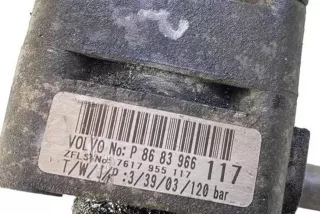 VOLVO No: P 86 83 966 117
ZFLS No: 7617 955 117
T/W/J/P:3/39/03/120 bar